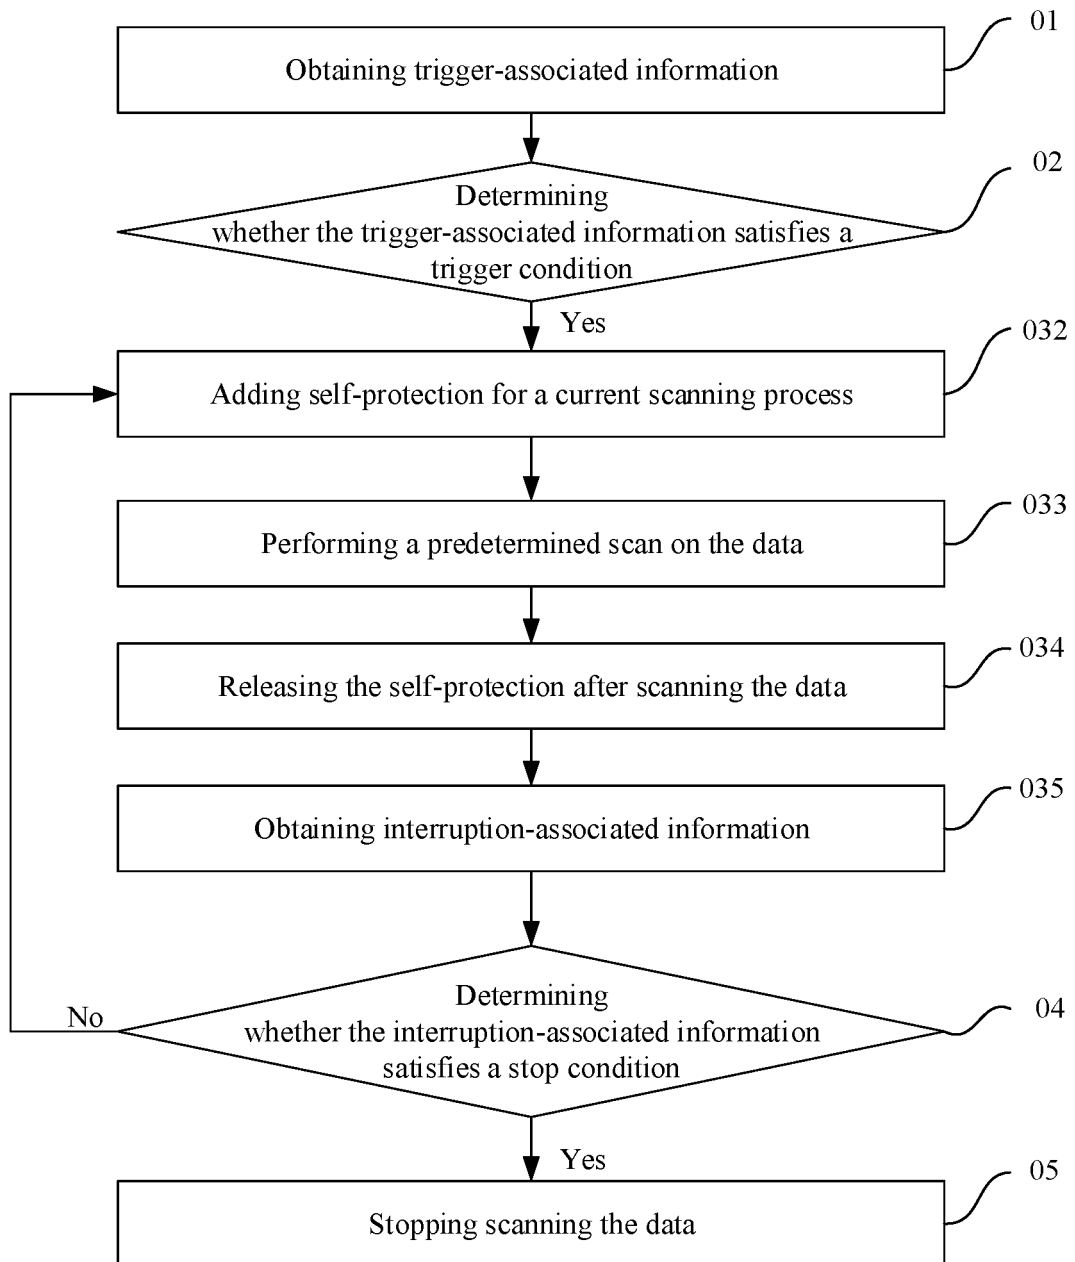 01
Obtaining trigger-associated information
02
Determining
whether the trigger-associated information satisfies a
trigger condition
Yes
032
Adding self-protection for a current scanning process
033
Performing a predetermined scan on the data
034
Releasing the self-protection after scanning the data
035
Obtaining interruption-associated information
04
Determining
whether the interruption-associated information
satisfies a stop condition
No
Yes
05
Stopping scanning the data